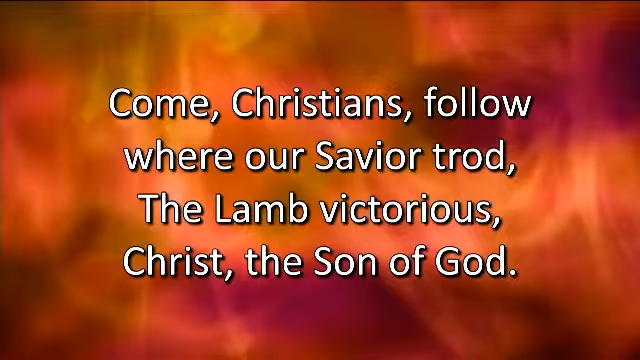 Come, Christians, follow
where our Savior trod,
The Lamb victorious,
Christ, the Son of God.